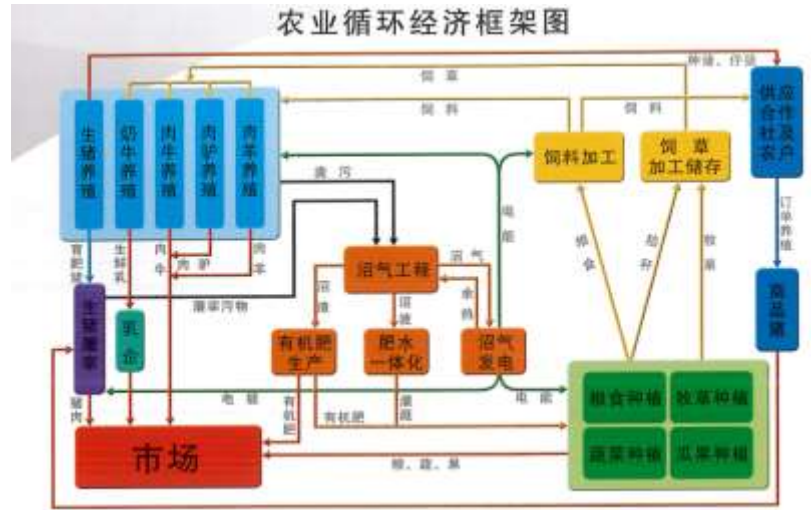 农业循环经济框架图
种猪、仔猪
饲草
饲料
饲料
生猪养殖
奶牛养殖
肉牛养殖
肉驴养殖
肉羊养殖
供应
合作
社及
农户
饲料加工
饲草
加工储存
粪污
电能
订单养殖
育肥猪
生鲜乳
肉牛
肉驴
肉羊
粮食
牧草
沼气工程
沼气
屠宰污物
沼渣
沼液
余热
生猪屠宰
乳企
商品猪
有机肥
生产
肥水
一体化
沼气
发电
电能
电能
猪肉
有机肥
有机肥
灌溉
粮食种植
牧草种植
蔬菜种植
瓜果种植
市场
粮、蔬、果